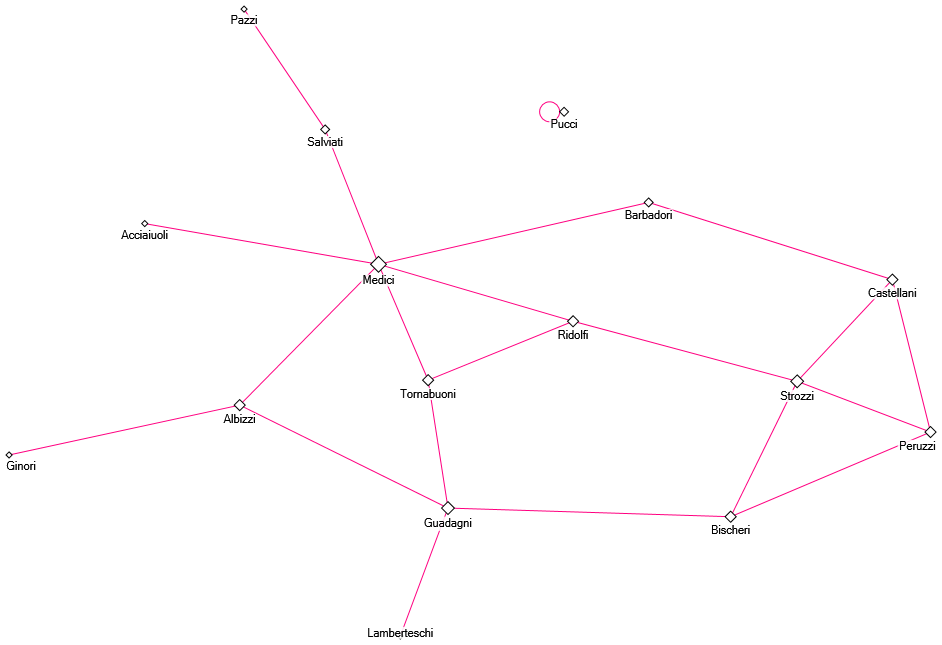 Pazzi
Pucci
Salviati
Barbadori
Acciaiuoli
Medici
Castellani
Ridolfi
Tornabuoni
Strozzi
Albizzi
Peruzzi
Ginori
Guadagni
Bischeri
Lamberteschi